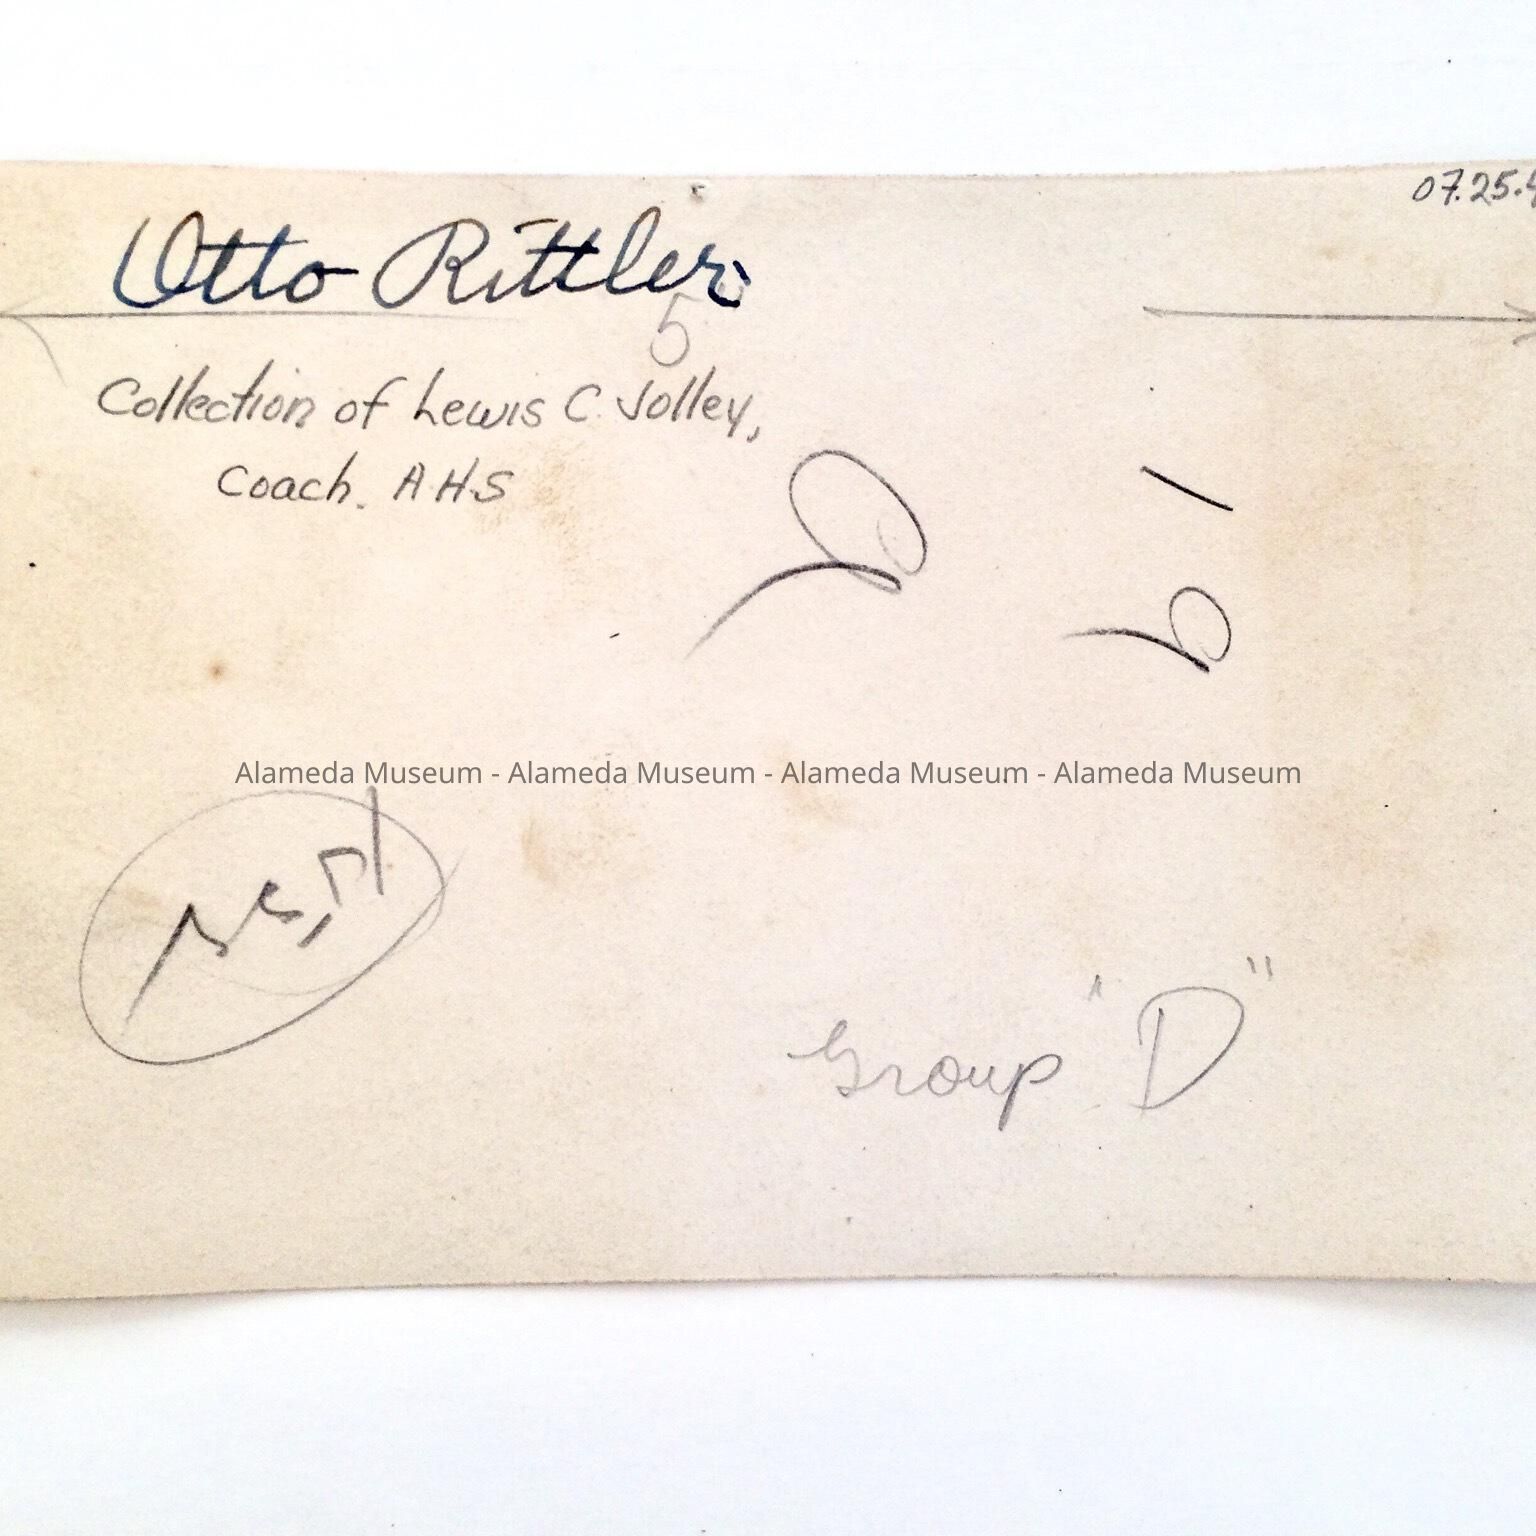 07.25.
Otto Rittler
5
Collection of Lewis C. Jolley,
Coach. A.H.S
Alameda Museum - Alameda Museum - Alameda Museum - Alameda Museum
Group "D"